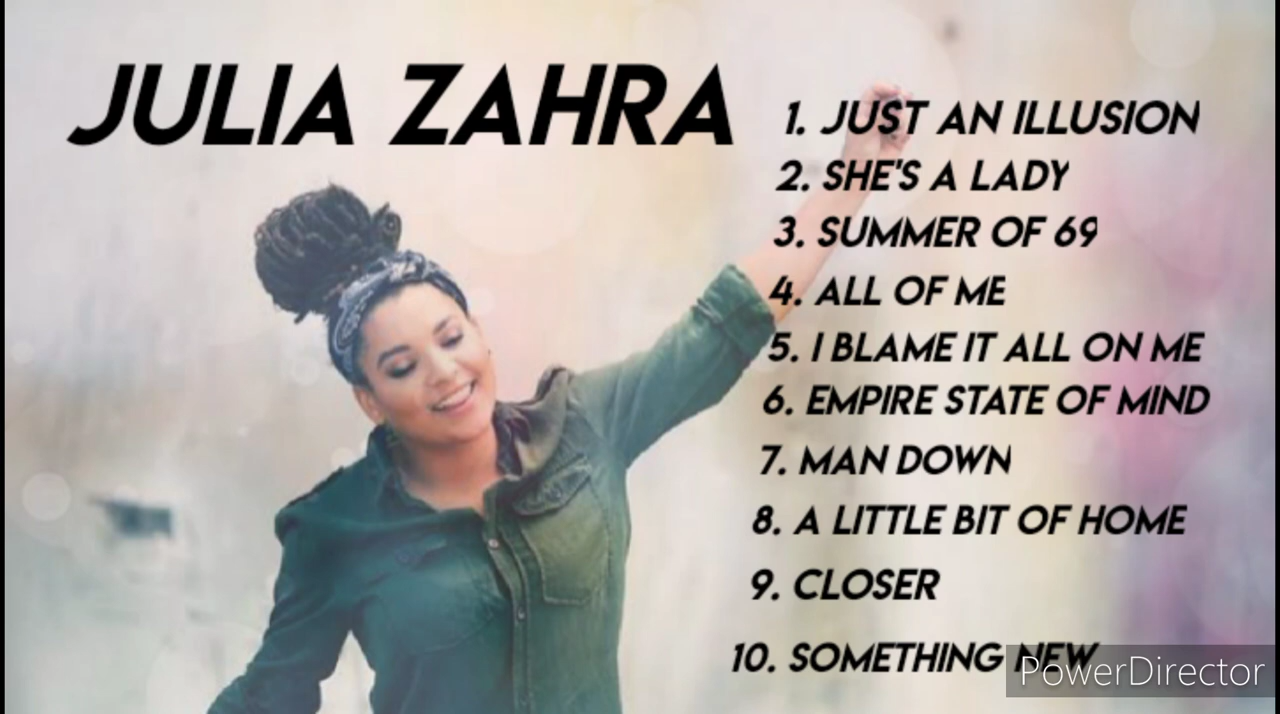 JULIA ZAHRA
1. JUST AN ILLUSION
2. SHE'S A LADY
3. SUMMER OF 69
4. ALL OF ME
5. I BLAME IT ALL ON ME
6. EMPIRE STATE OF MIND
7. MAN DOWN
8. A LITTLE BIT OF HOME
9. CLOSER
10. SOMETHING NEW
PowerDirector